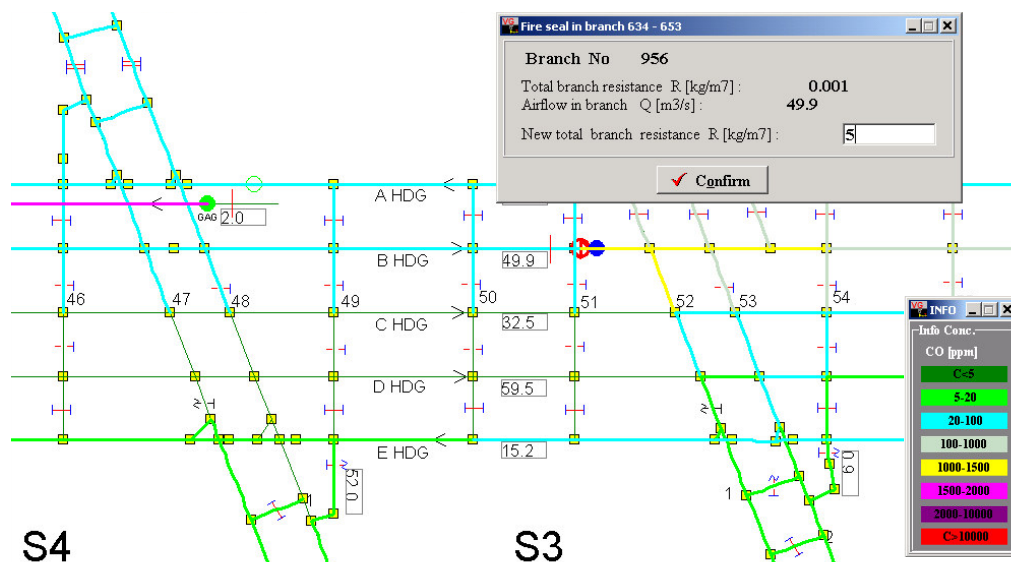 Fire seal in branch 634 - 653
Branch No 956
Total branch resistance R [kg/m7] : 0.001
Airflow in branch Q [m3/s] : 49.9
New total branch resistance R [kg/m7] : 5
Confirm
A HDG
GAG 2.0
B HDG 49.9
46 47 48 49 50 51 52 53 54
C HDG 32.5
D HDG 59.5
E HDG 15.2
52.0
0.9
1
1
2
S4
S3
INFO
Info Conc.
CO [ppm]
C<5
5-20
20-100
100-1000
1000-1500
1500-2000
2000-10000
C>10000